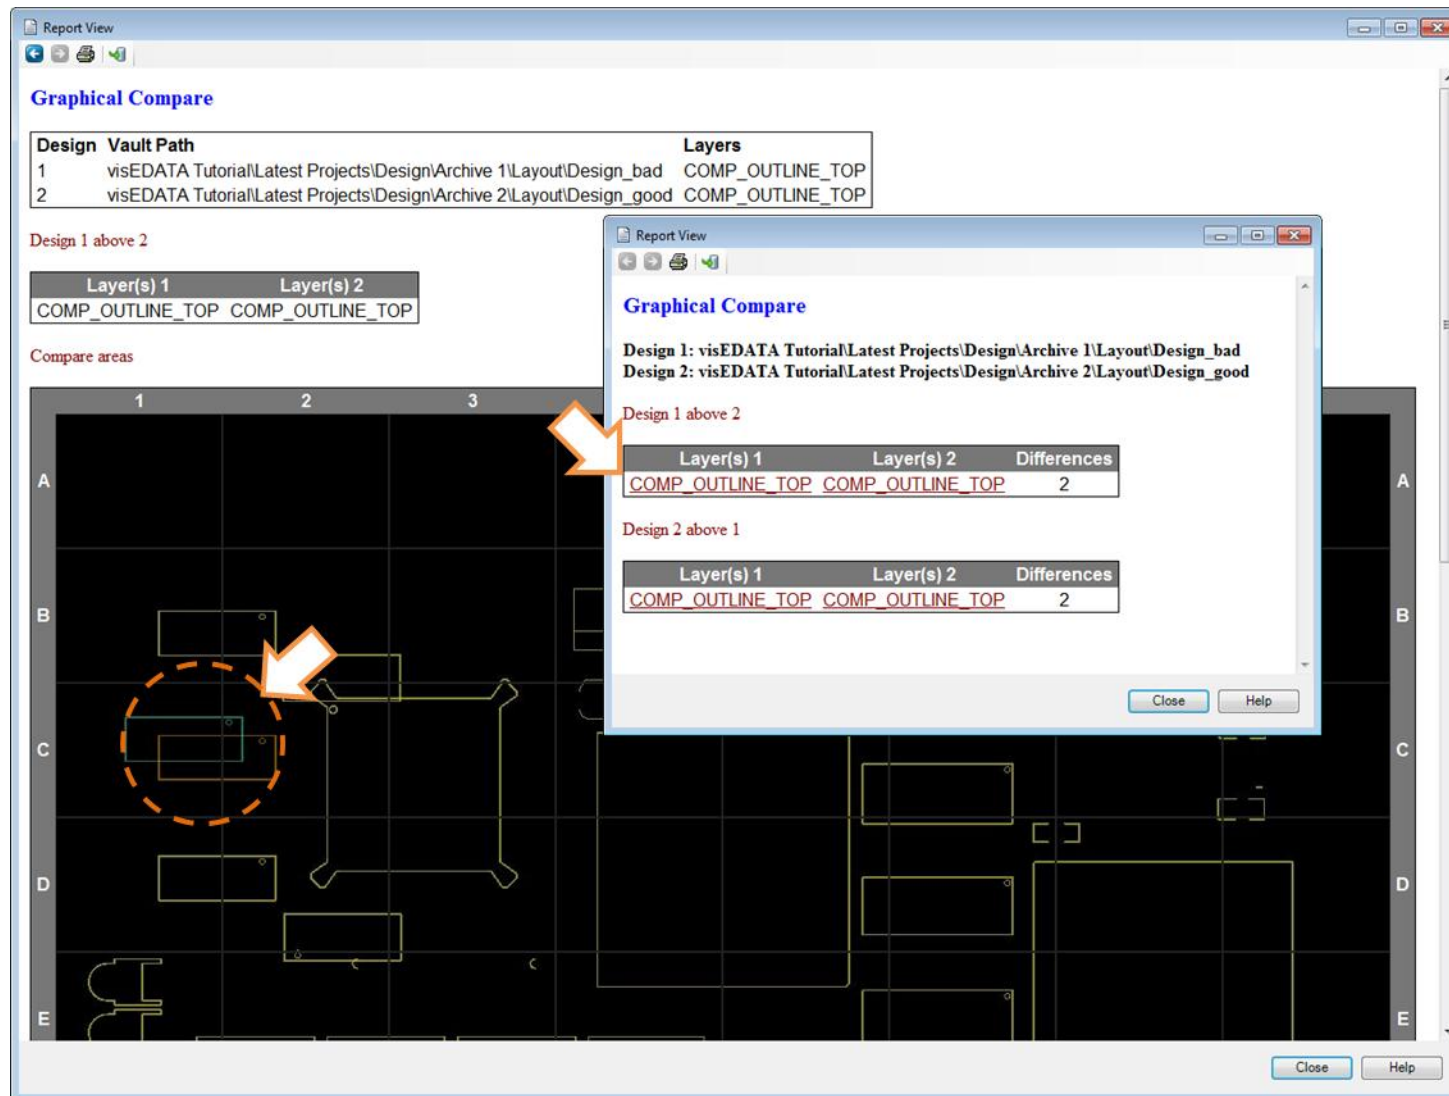 Report View
Graphical Compare
Design Vault Path Layers
1 visEDATA Tutorial\Latest Projects\Design\Archive 1\Layout\Design_bad COMP_OUTLINE_TOP
2 visEDATA Tutorial\Latest Projects\Design\Archive 2\Layout\Design_good COMP_OUTLINE_TOP
Design 1 above 2
Layer(s) 1 Layer(s) 2
COMP_OUTLINE_TOP COMP_OUTLINE_TOP
Compare areas
1 2 3
A A
B B
C C
D D
E E
Close Help
Report View
Graphical Compare
Design 1: visEDATA Tutorial\Latest Projects\Design\Archive 1\Layout\Design_bad
Design 2: visEDATA Tutorial\Latest Projects\Design\Archive 2\Layout\Design_good
Design 1 above 2
Layer(s) 1 Layer(s) 2 Differences
COMP_OUTLINE_TOP COMP_OUTLINE_TOP 2
Design 2 above 1
Layer(s) 1 Layer(s) 2 Differences
COMP_OUTLINE_TOP COMP_OUTLINE_TOP 2
Close Help